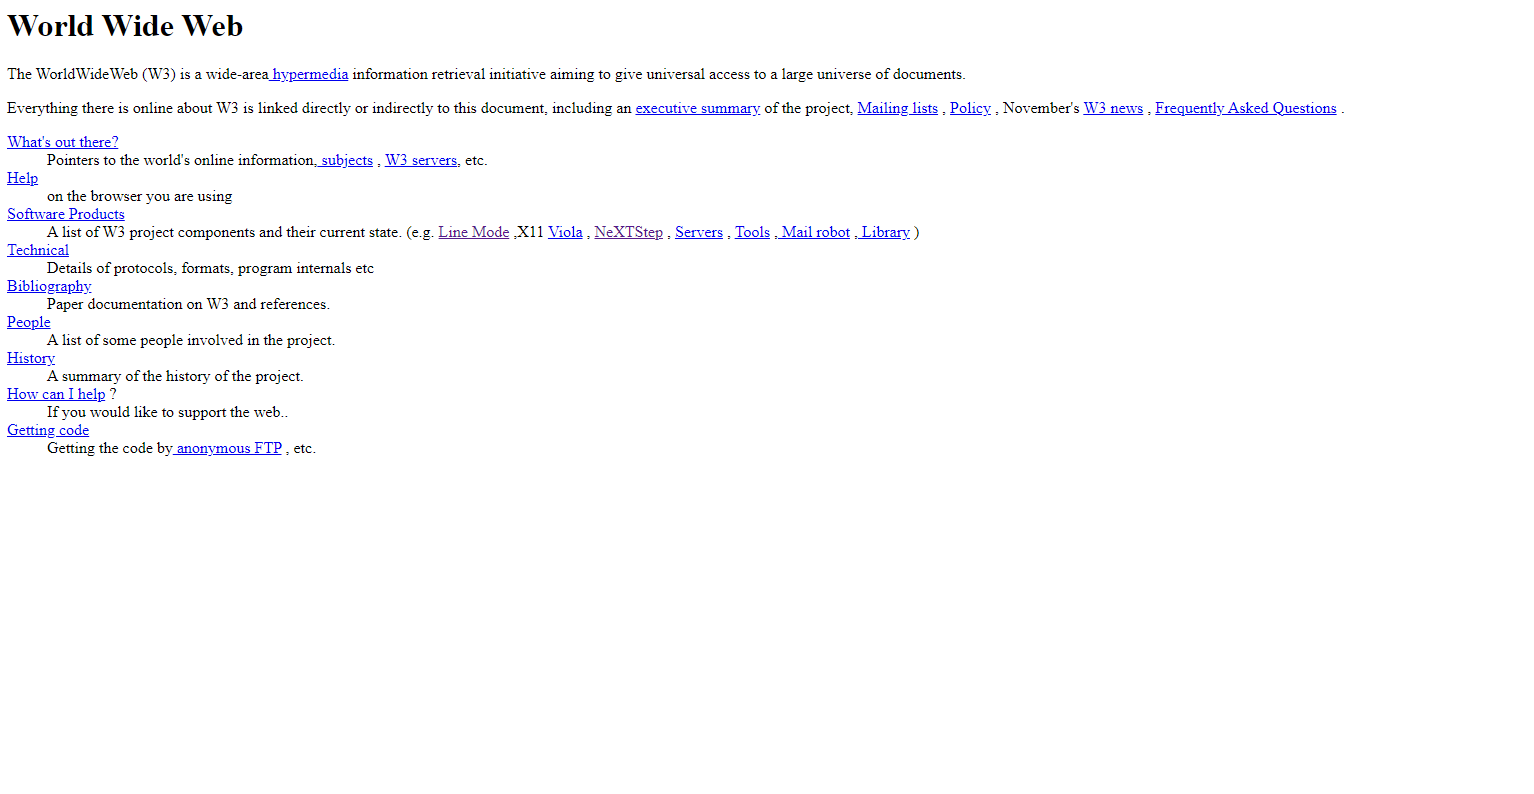 World Wide Web
The WorldWideWeb (W3) is a wide-area hypermedia information retrieval initiative aiming to give universal access to a large universe of documents.
Everything there is online about W3 is linked directly or indirectly to this document, including an executive summary of the project, Mailing lists , Policy , November's W3 news , Frequently Asked Questions .
What's out there?
Pointers to the world's online information, subjects , W3 servers, etc.
Help
on the browser you are using
Software Products
A list of W3 project components and their current state. (e.g. Line Mode ,X11 Viola , NeXTStep , Servers , Tools , Mail robot , Library )
Technical
Details of protocols, formats, program internals etc
Bibliography
Paper documentation on W3 and references.
People
A list of some people involved in the project.
History
A summary of the history of the project.
How can I help ?
If you would like to support the web..
Getting code
Getting the code by anonymous FTP , etc.